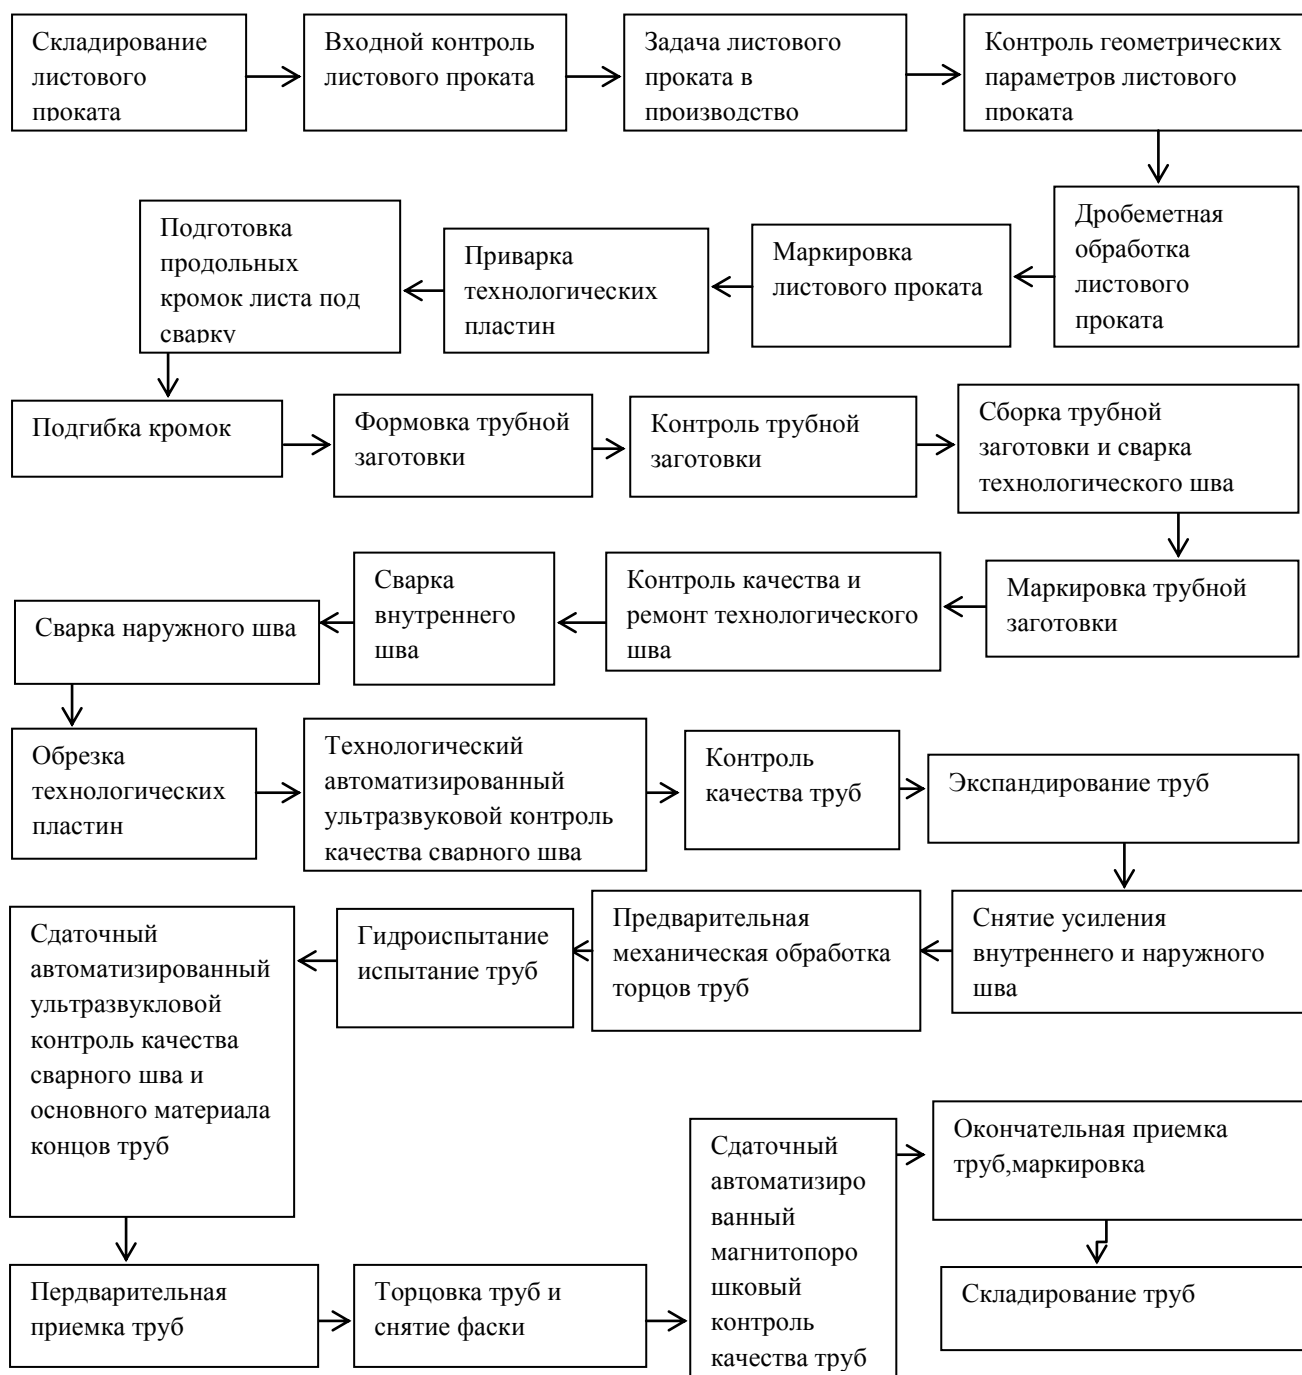 Складирование
листового
проката
Входной контроль
листового проката
Задача листового
проката в
производство
Контроль геометрических
параметров листового
проката
Дробеметная
обработка
листового
проката
Маркировка
листового проката
Приварка
технологических
пластин
Подготовка
продольных
кромок листа под
сварку
Подгибка кромок
Формовка трубной
заготовки
Контроль трубной
заготовки
Сборка трубной
заготовки и сварка
технологического шва
Маркировка трубной
заготовки
Контроль качества и
ремонт технологического
шва
Сварка
внутреннего
шва
Сварка наружного шва
Обрезка
технологических
пластин
Технологический
автоматизированный
ультразвуковой контроль
качества сварного шва
Контроль
качества труб
Экспандирование труб
Снятие усиления
внутреннего и наружного
шва
Предварительная
механическая обработка
торцов труб
Гидроиспытание
испытание труб
Сдаточный
автоматизированный
ультразвукловой
контроль качества
сварного шва и
основного материала
концов труб
Пердварительная
приемка труб
Торцовка труб и
снятие фаски
Сдаточный
автоматизиро
ванный
магнитопоро
шковый
контроль
качества труб
Окончательная приемка
труб,маркировка
Складирование труб